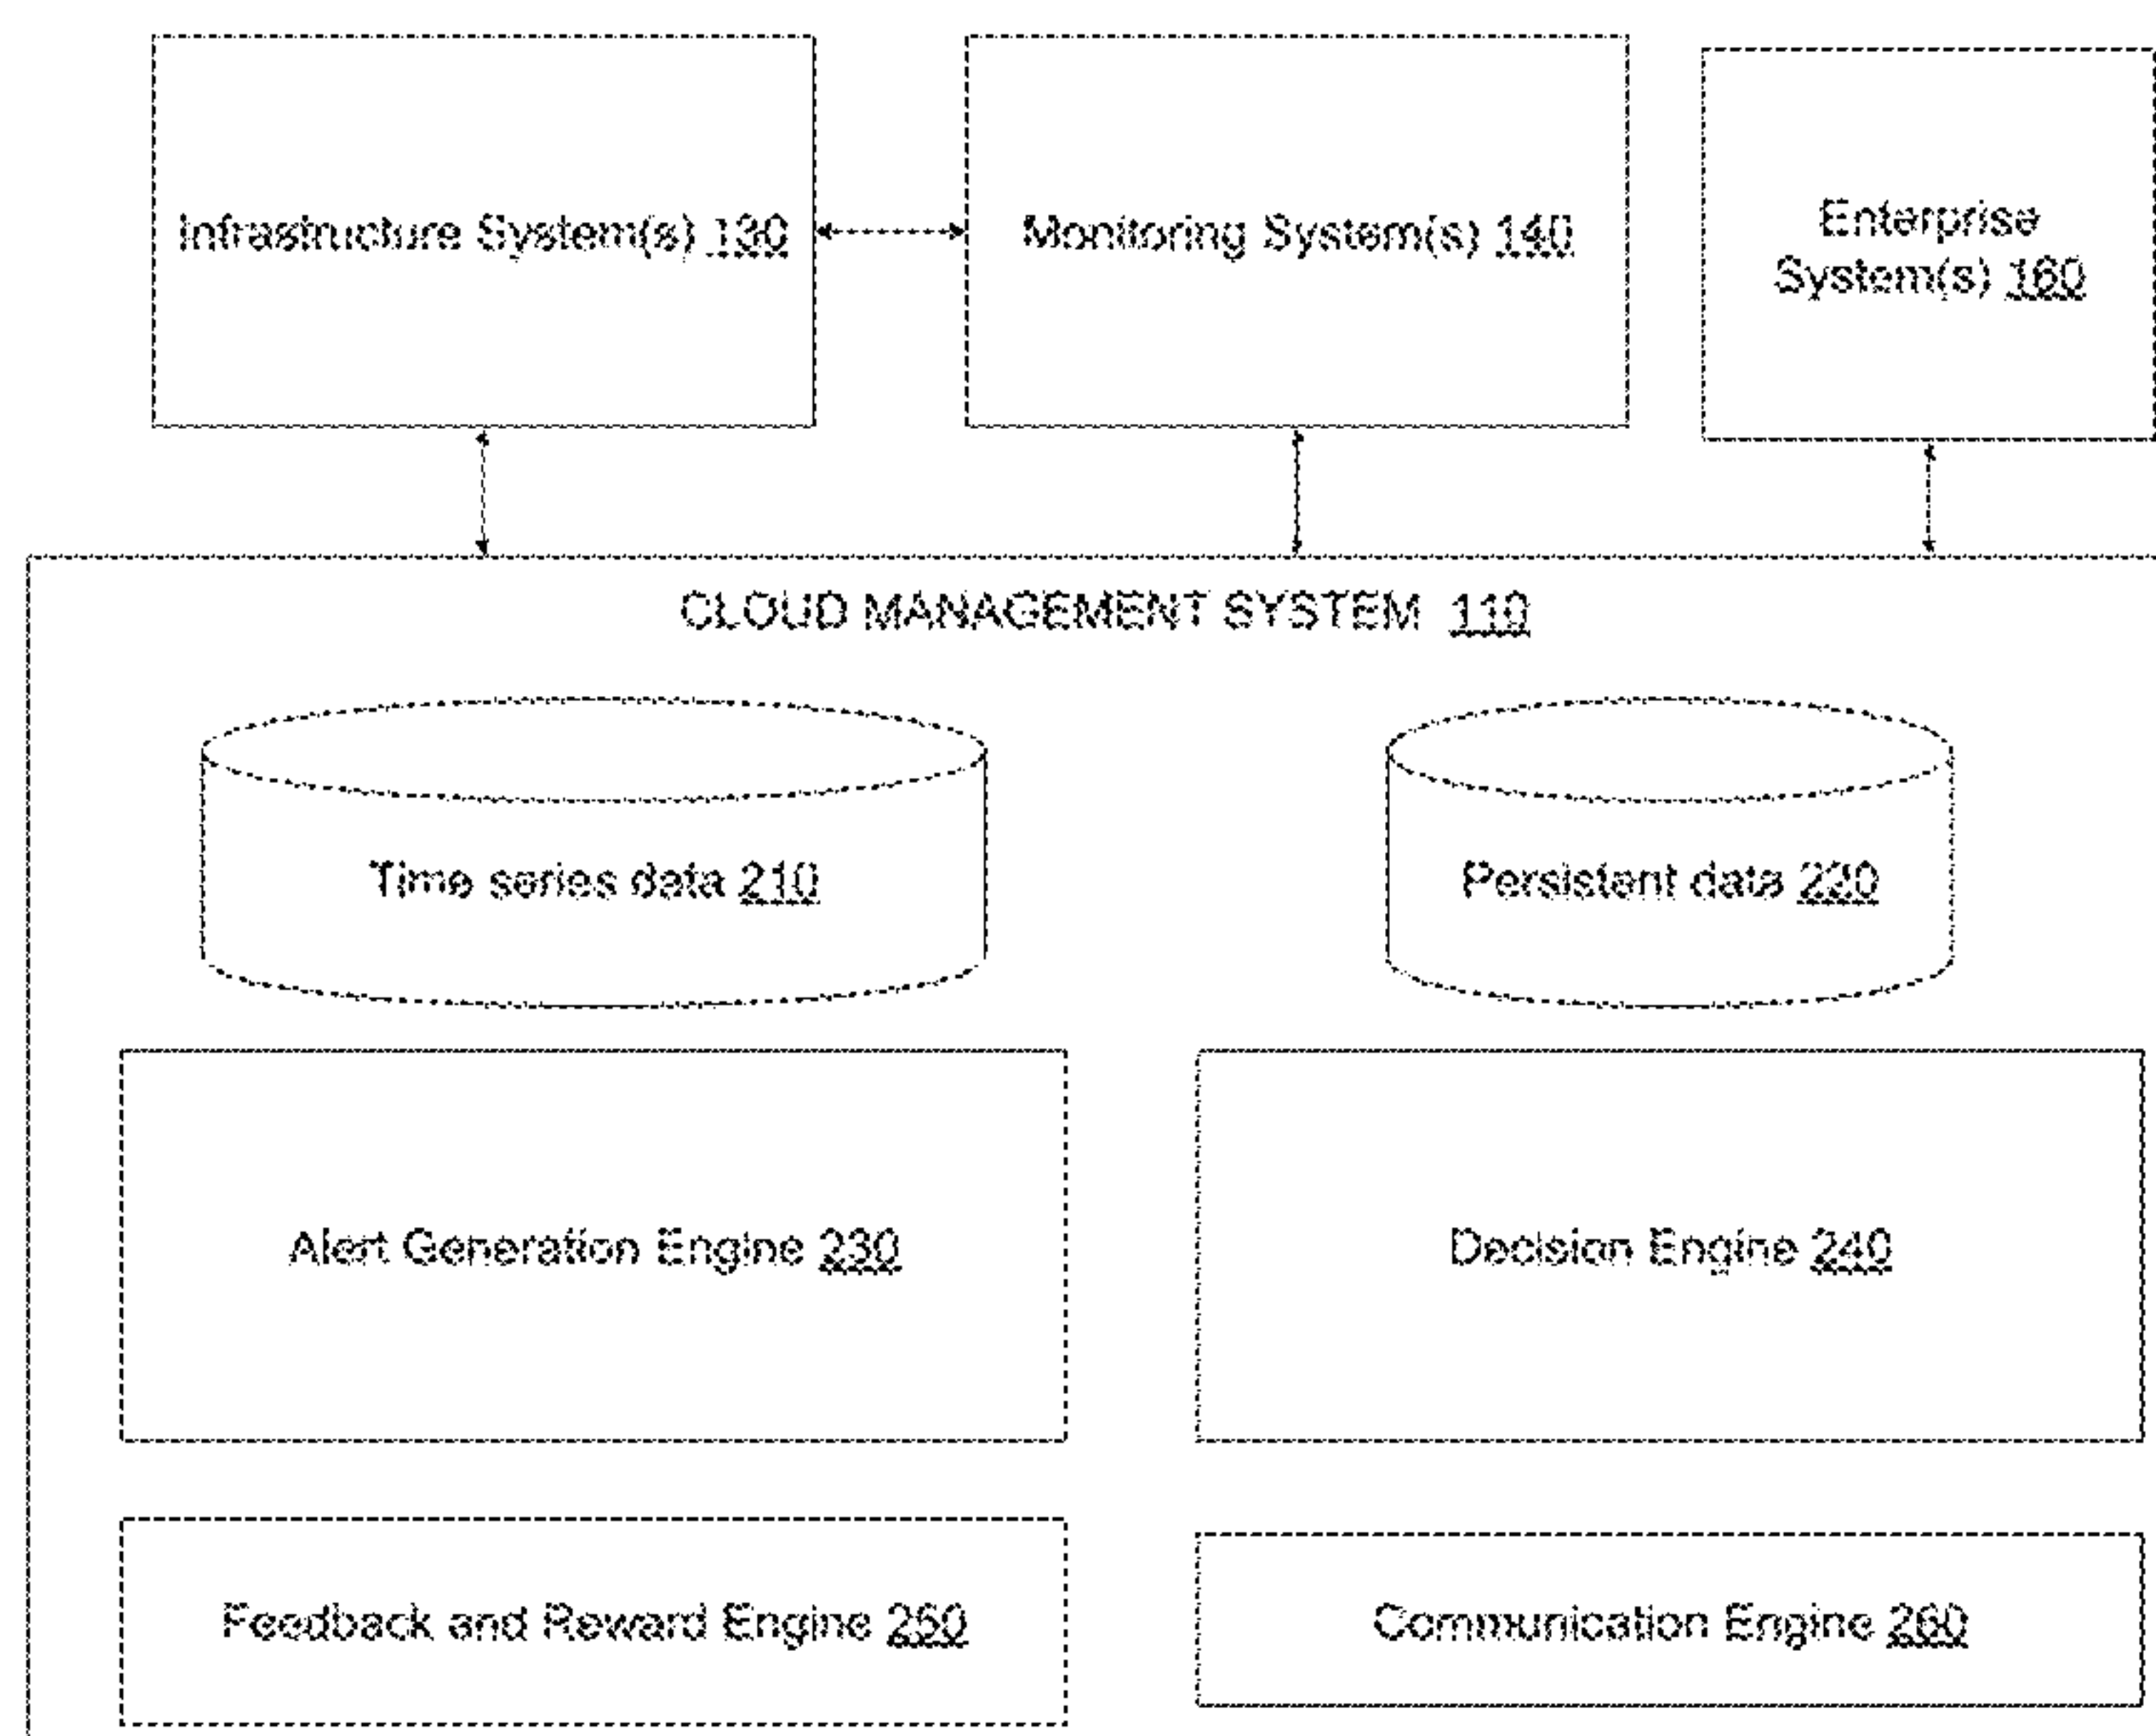 Infrastructure System(s) 130
Monitoring System(s) 140
Enterprise
System(s) 160
CLOUD MANAGEMENT SYSTEM 110
Time series data 210
Persistent data 220
Alert Generation Engine 230
Decision Engine 240
Feedback and Reward Engine 250
Communication Engine 260